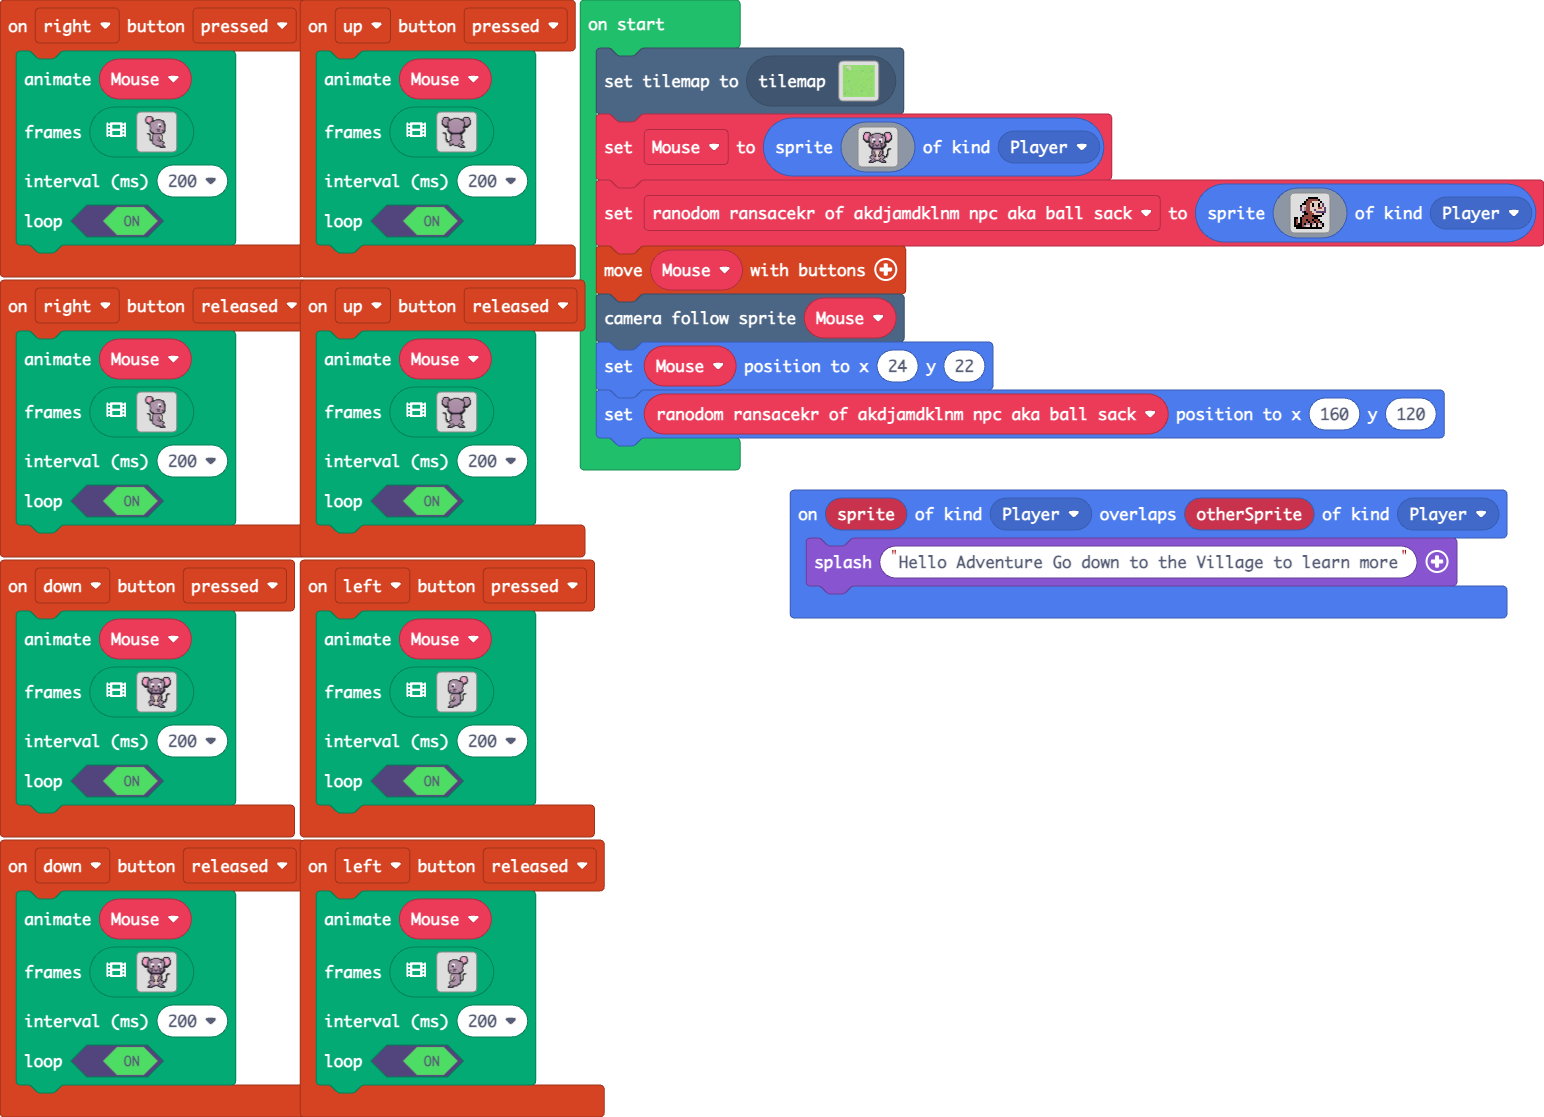 on right button pressed
animate Mouse
frames
interval (ms) 200
loop ON
on up button pressed
animate Mouse
frames
interval (ms) 200
loop ON
on right button released
animate Mouse
frames
interval (ms) 200
loop ON
on up button released
animate Mouse
frames
interval (ms) 200
loop ON
on down button pressed
animate Mouse
frames
interval (ms) 200
loop ON
on left button pressed
animate Mouse
frames
interval (ms) 200
loop ON
on down button released
animate Mouse
frames
interval (ms) 200
loop ON
on left button released
animate Mouse
frames
interval (ms) 200
loop ON
on start
set tilemap to tilemap
set Mouse to sprite of kind Player
set ranodom ransacekr of akdjamdklnm npc aka ball sack to sprite of kind Player
move Mouse with buttons
camera follow sprite Mouse
set Mouse position to x 24 y 22
set ranodom ransacekr of akdjamdklnm npc aka ball sack position to x 160 y 120
on sprite of kind Player overlaps otherSprite of kind Player
splash "Hello Adventure Go down to the Village to learn more"